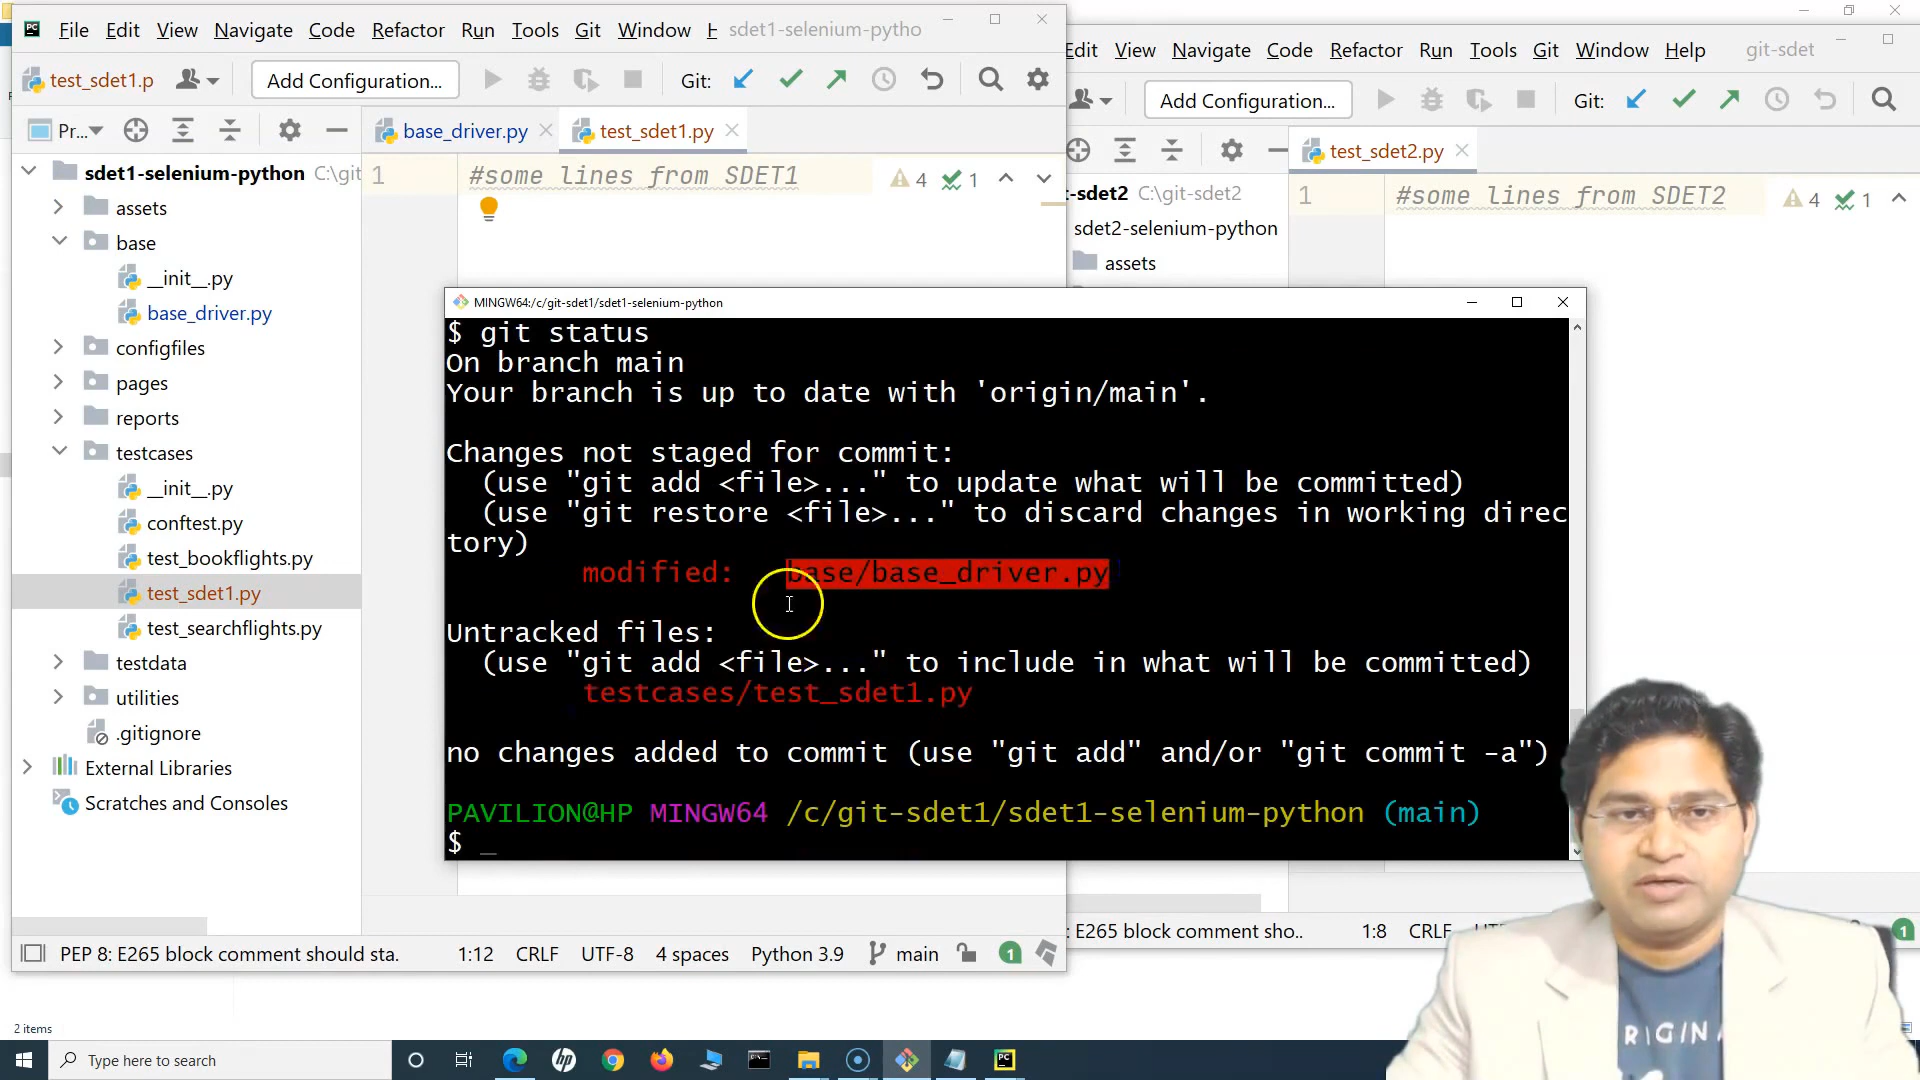 File Edit View Navigate Code Refactor Run Tools Git Window H sdet1-selenium-pytho
test_sdet1.p Add Configuration... Git:
Pr... base_driver.py test_sdet1.py
sdet1-selenium-python C:\git
assets
base
__init__.py
base_driver.py
configfiles
pages
reports
testcases
__init__.py
conftest.py
test_bookflights.py
test_sdet1.py
test_searchflights.py
testdata
utilities
.gitignore
External Libraries
Scratches and Consoles
1 #some lines from SDET1 4 1
PEP 8: E265 block comment should sta. 1:12 CRLF UTF-8 4 spaces Python 3.9 main 1
Edit View Navigate Code Refactor Run Tools Git Window Help git-sdet
Add Configuration... Git:
test_sdet2.py
t-sdet2 C:\git-sdet2
sdet2-selenium-python
assets
1 #some lines from SDET2 4 1
E265 block comment sho.. 1:8 CRLF 1
MINGW64:/c/git-sdet1/sdet1-selenium-python
$ git status
On branch main
Your branch is up to date with 'origin/main'.
Changes not staged for commit:
(use "git add <file>..." to update what will be committed)
(use "git restore <file>..." to discard changes in working direc
tory)
modified: base/base_driver.py
Untracked files:
(use "git add <file>..." to include in what will be committed)
testcases/test_sdet1.py
no changes added to commit (use "git add" and/or "git commit -a")
PAVILION@HP MINGW64 /c/git-sdet1/sdet1-selenium-python (main)
$ _
2 items
Type here to search
RIGINA